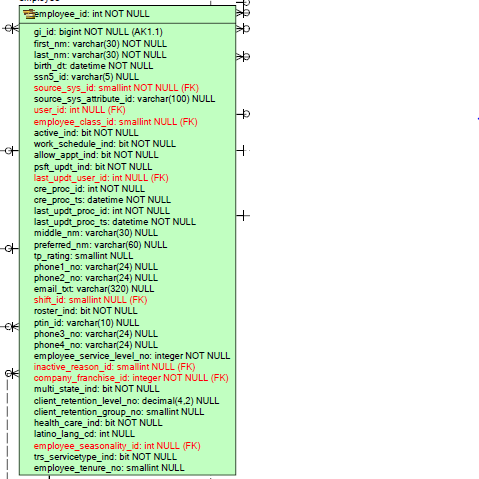 employee_id: int NOT NULL
gi_id: bigint NOT NULL (AK1.1)
first_nm: varchar(30) NOT NULL
last_nm: varchar(30) NOT NULL
birth_dt: datetime NOT NULL
ssn5_id: varchar(5) NULL
source_sys_id: smallint NOT NULL (FK)
source_sys_attribute_id: varchar(100) NOT NULL
user_id: int NULL (FK)
employee_class_id: smallint NULL (FK)
active_ind: bit NOT NULL
work_schedule_ind: bit NOT NULL
allow_appt_ind: bit NOT NULL
psft_updt_ind: bit NOT NULL
last_updt_user_id: int NULL (FK)
cre_proc_id: int NOT NULL
cre_proc_ts: datetime NOT NULL
last_updt_proc_id: int NOT NULL
last_updt_proc_ts: datetime NOT NULL
middle_nm: varchar(30) NULL
preferred_nm: varchar(60) NULL
tp_rating: smallint NULL
phone1_no: varchar(24) NULL
phone2_no: varchar(24) NULL
email_txt: varchar(320) NULL
shift_id: smallint NULL (FK)
roster_ind: bit NOT NULL
ptin_id: varchar(10) NULL
phone3_no: varchar(24) NULL
phone4_no: varchar(24) NULL
employee_service_level_no: integer NOT NULL
inactive_reason_id: smallint NULL (FK)
company_franchise_id: integer NOT NULL (FK)
multi_state_ind: bit NOT NULL
client_retention_level_no: decimal(4,2) NULL
client_retention_group_no: smallint NULL
health_care_ind: bit NOT NULL
latino_lang_cd: int NULL
employee_seasonality_id: int NULL (FK)
trs_servicetype_ind: bit NOT NULL
employee_tenure_no: smallint NULL